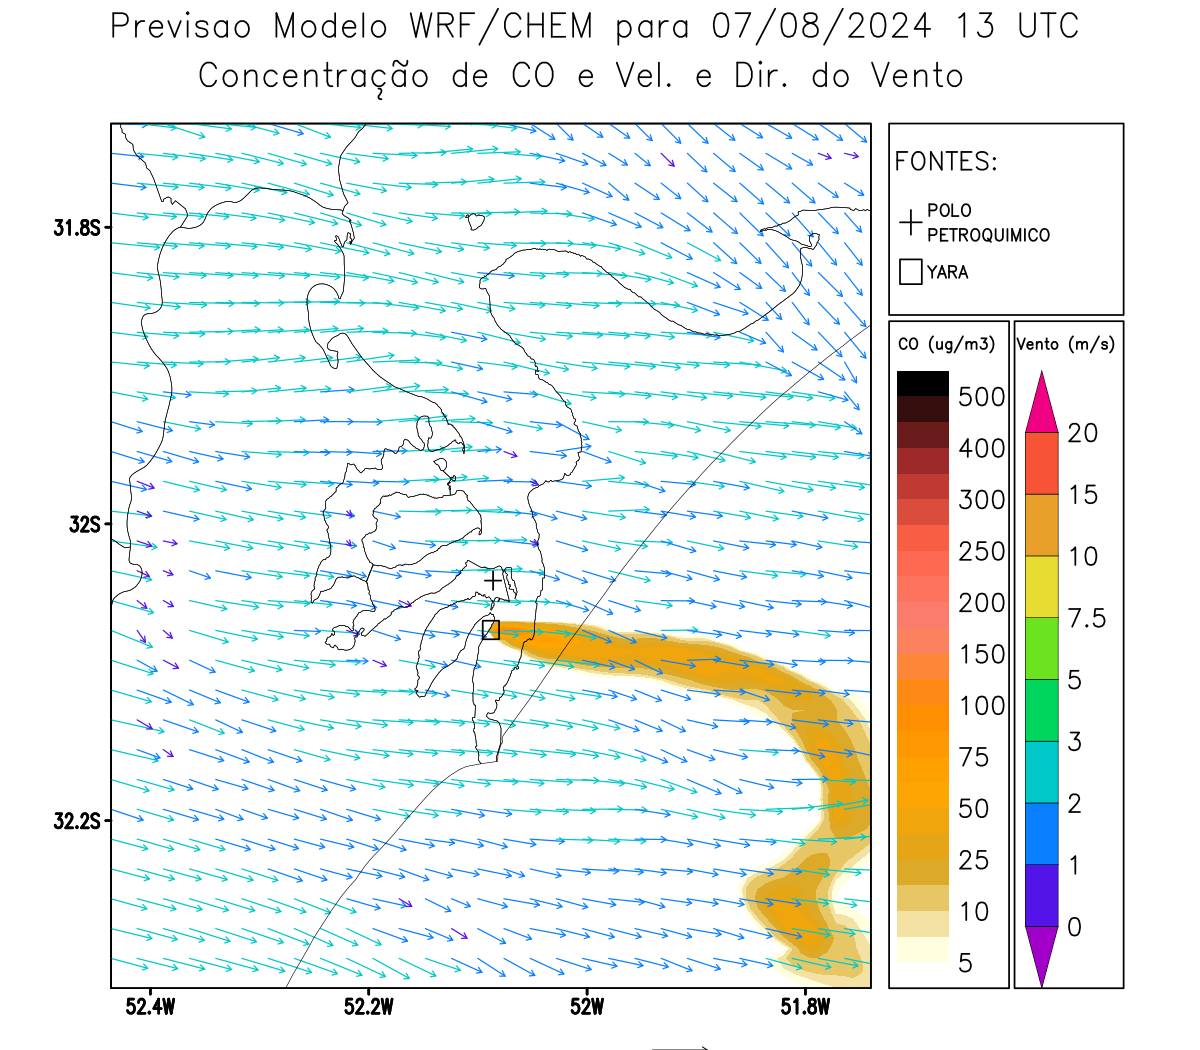 Previsao Modelo WRF/CHEM para 07/08/2024 13 UTC
Concentração de CO e Vel. e Dir. do Vento
FONTES:
POLO
PETROQUIMICO
YARA
CO (ug/m3)
500
400
300
250
200
150
100
75
50
25
10
5
Vento (m/s)
20
15
10
7.5
5
3
2
1
0
31.8S
32S
32.2S
52.4W
52.2W
52W
51.8W